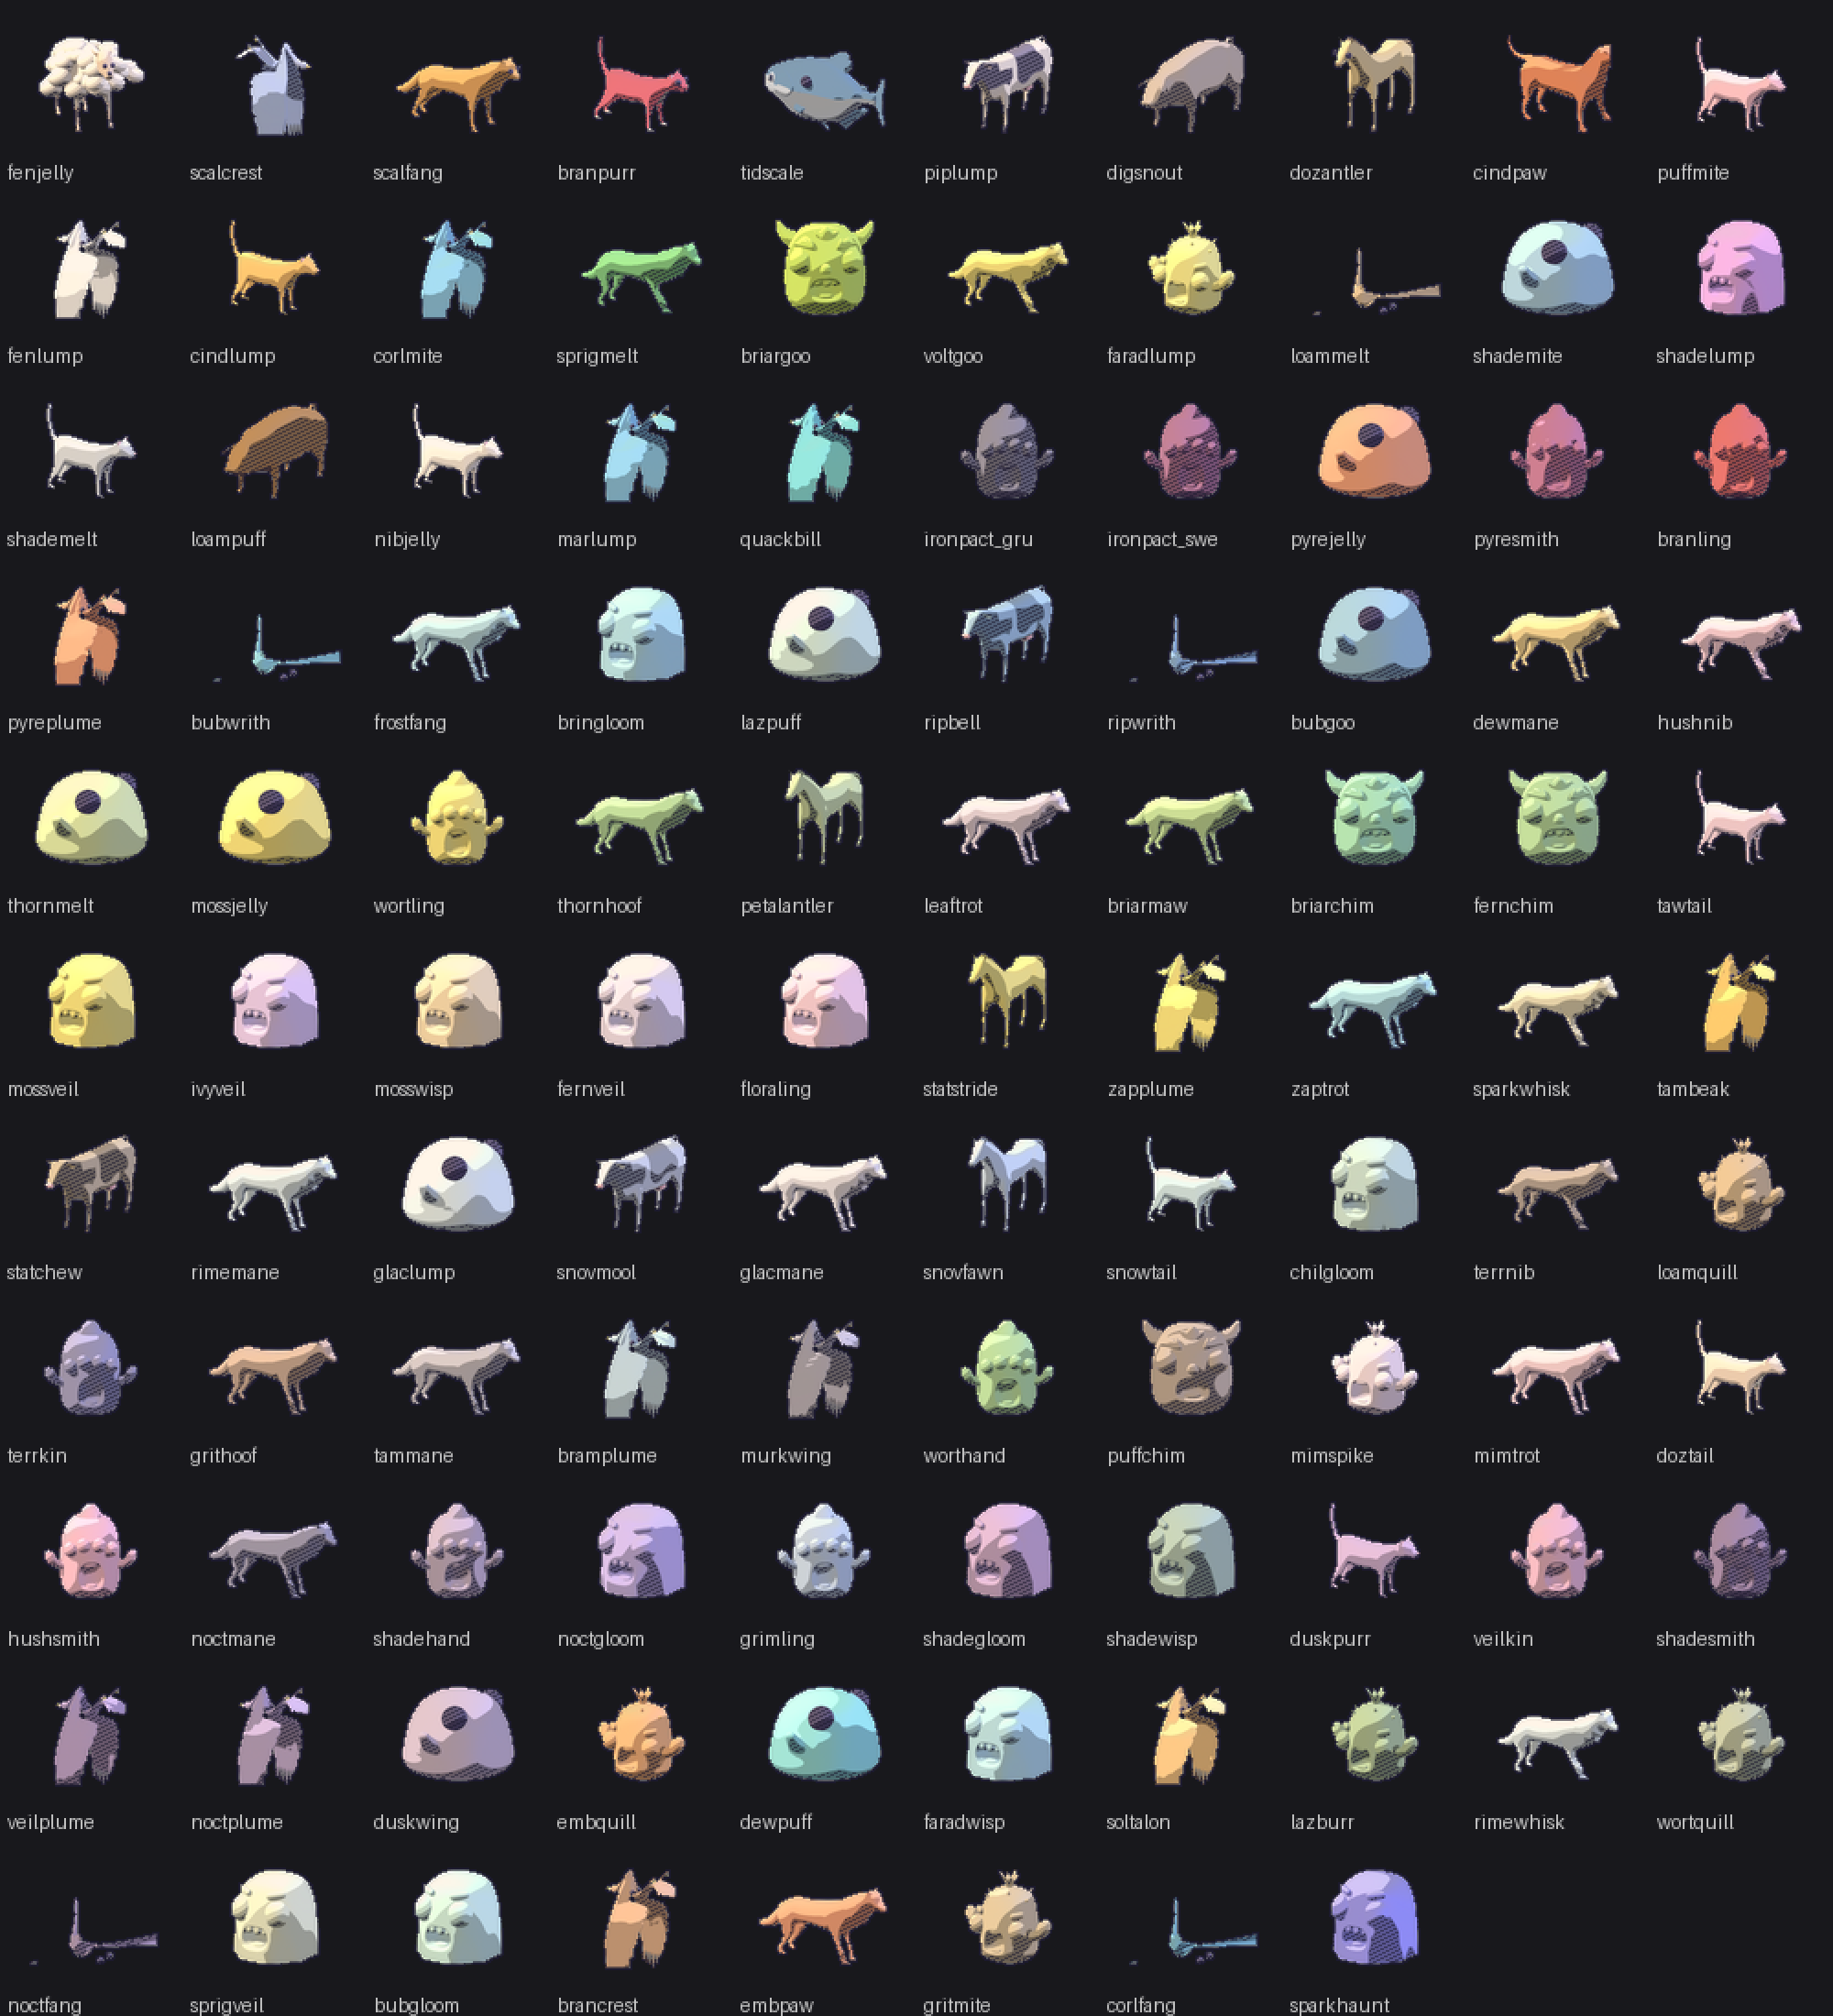 fenjelly scalcrest scalfang branpurr tidscale piplump digsnout dozantler cindpaw puffmite
fenlump cindlump corlmite sprigmelt briargoo voltgoo faradlump loammelt shademite shadelump
shademelt loampuff nibjelly marlump quackbill ironpact_gru ironpact_swe pyrejelly pyresmith branling
pyreplume bubwrith frostfang bringloom lazpuff ripbell ripwrith bubgoo dewmane hushnib
thornmelt mossjelly wortling thornhoof petalantler leaftrot briarmaw briarchim fernchim tawtail
mossveil ivyveil mosswisp fernveil floraling statstride zapplume zaptrot sparkwhisk tambeak
statchew rimemane glaclump snovmool glacmane snovfawn snowtail chilgloom terrnib loamquill
terrkin grithoof tammane bramplume murkwing worthand puffchim mimspike mimtrot doztail
hushsmith noctmane shadehand noctgloom grimling shadegloom shadewisp duskpurr veilkin shadesmith
veilplume noctplume duskwing embquill dewpuff faradwisp soltalon lazburr rimewhisk wortquill
noctfang sprigveil bubgloom brancrest embpaw gritmite corlfang sparkhaunt